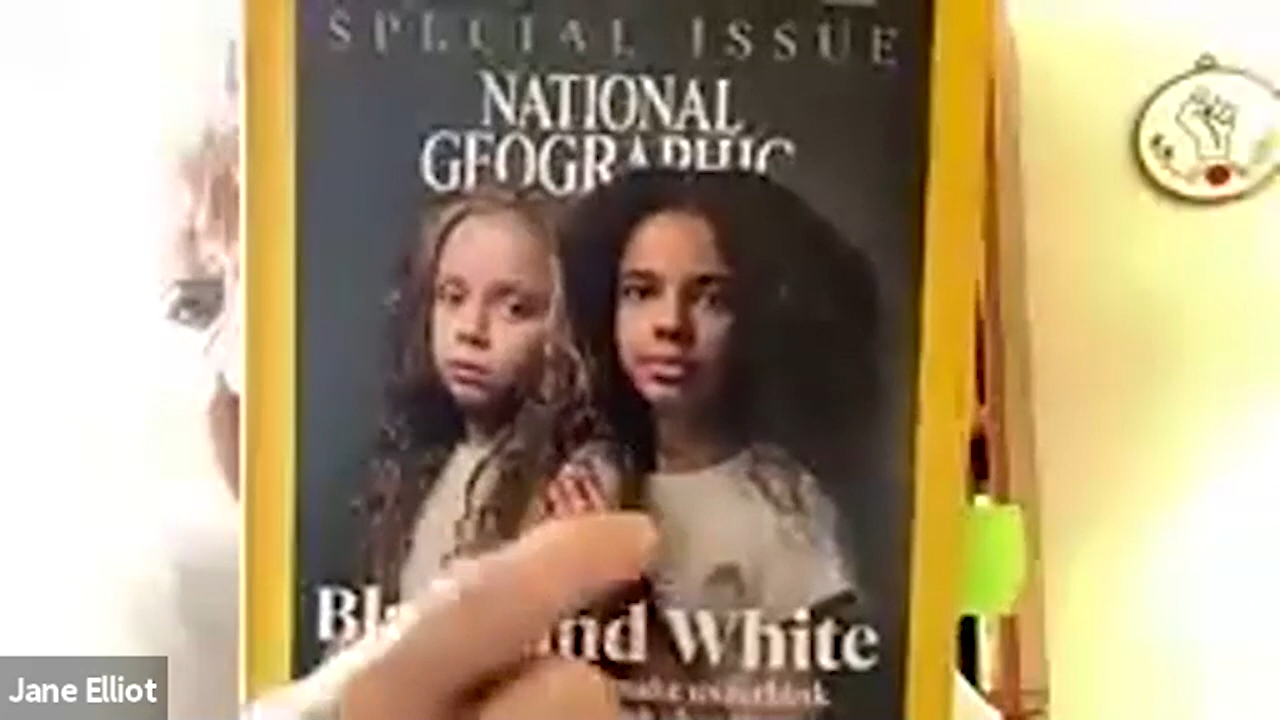 SPECIAL ISSUE
NATIONAL
GEOGRAPHIC
Bl nd White
Jane Elliot